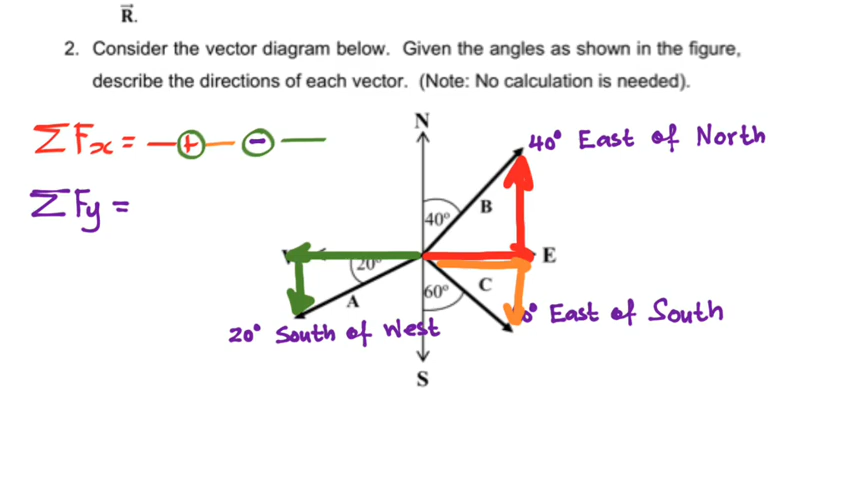 R.
2. Consider the vector diagram below. Given the angles as shown in the figure,
describe the directions of each vector. (Note: No calculation is needed).
N
ΣFx = — + — - —
40° East of North
ΣFy =
40°
B
E
20°
60°
C
A
° East of South
20° South of West
S